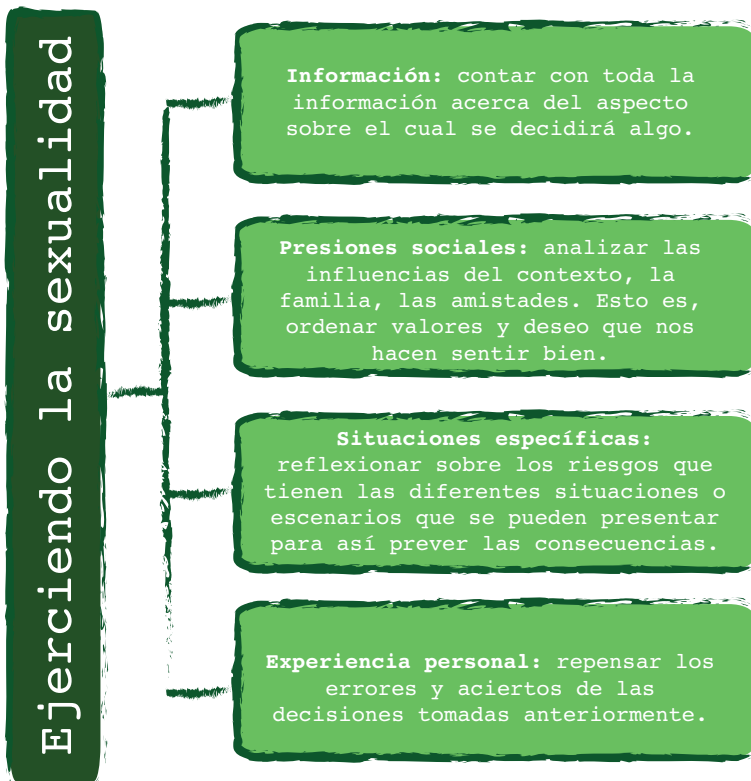 Ejerciendo la sexualidad
Información: contar con toda la
información acerca del aspecto
sobre el cual se decidirá algo.
Presiones sociales: analizar las
influencias del contexto, la
familia, las amistades. Esto es,
ordenar valores y deseo que nos
hacen sentir bien.
Situaciones específicas:
reflexionar sobre los riesgos que
tienen las diferentes situaciones o
escenarios que se pueden presentar
para así prever las consecuencias.
Experiencia personal: repensar los
errores y aciertos de las
decisiones tomadas anteriormente.